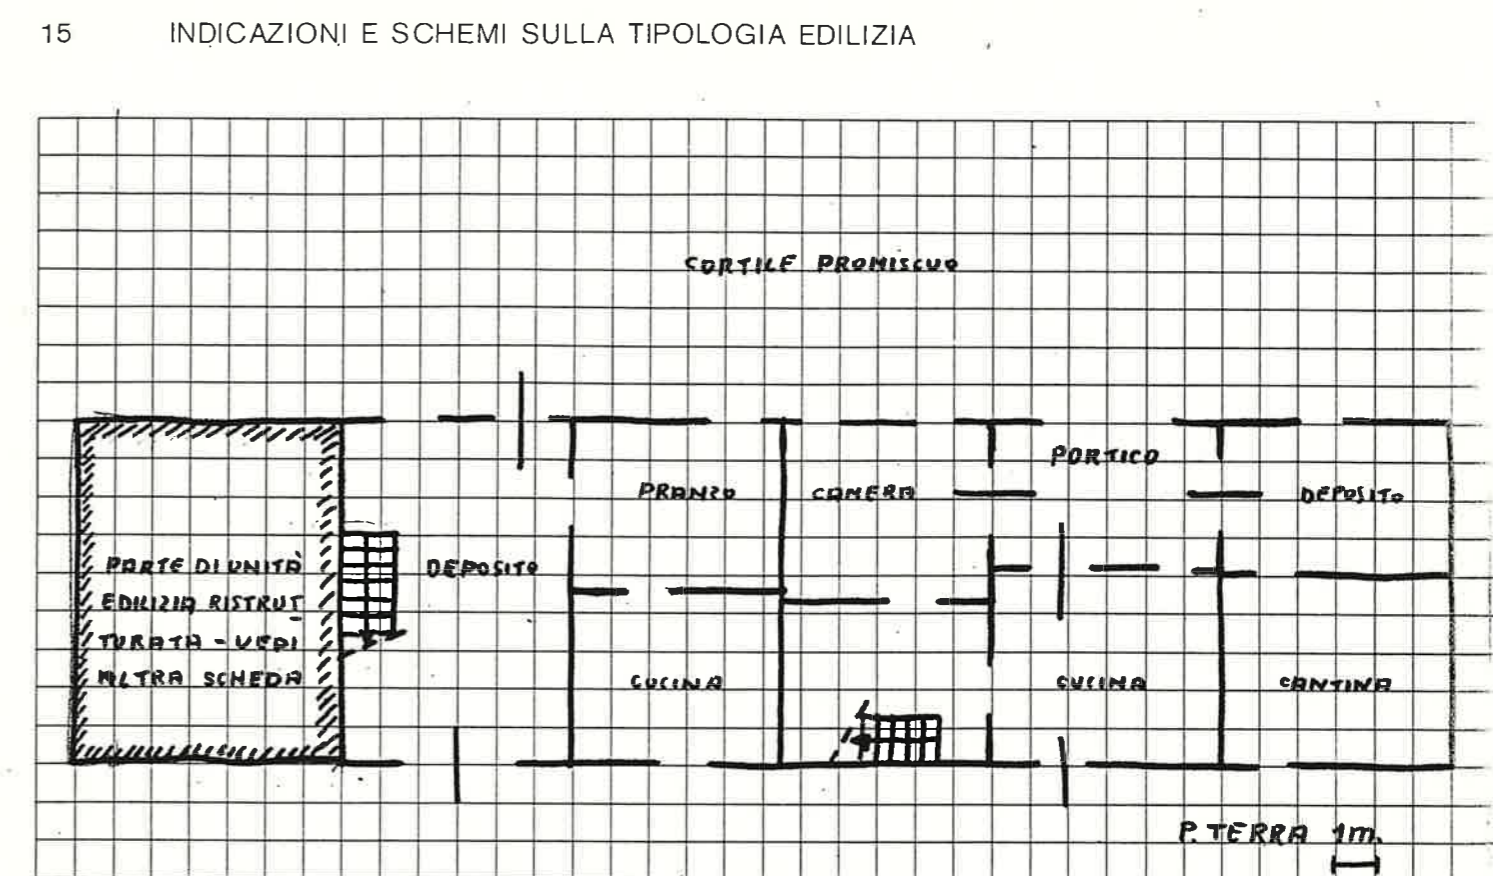 15 INDICAZIONI E SCHEMI SULLA TIPOLOGIA EDILIZIA
CORTILE PROMISCUO
PORTICO
PRANZO CAMERA DEPOSITO
PARTE DI UNITÀ DEPOSITO
EDILIZIA RISTRUT
TURATA - VEDI
ALTRA SCHEDA CUCINA CUCINA CANTINA
P. TERRA 1m.